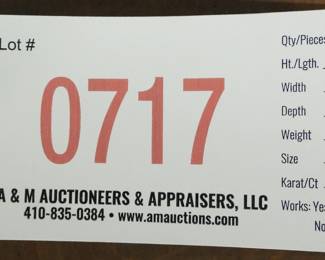 Lot #
0717
A & M AUCTIONEERS & APPRAISERS, LLC
410-835-0384 • www.amauctions.com
Qty/Pieces
Ht./Lgth.
Width
Depth
Weight
Size
Karat/Ct
Works: Yes
No